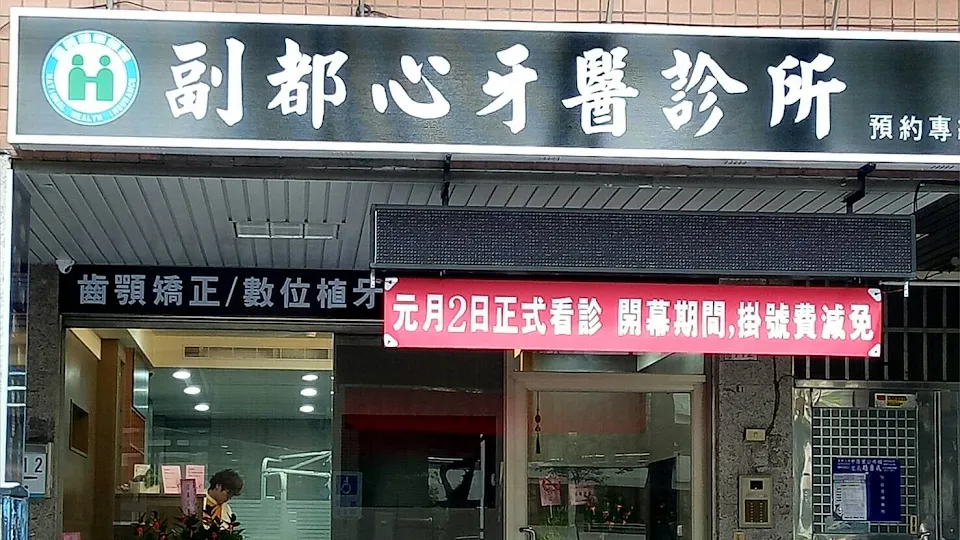 副都心牙醫診所
預約專
齒顎矯正/數位植牙
元月2日正式看診 開幕期間,掛號費減免
12